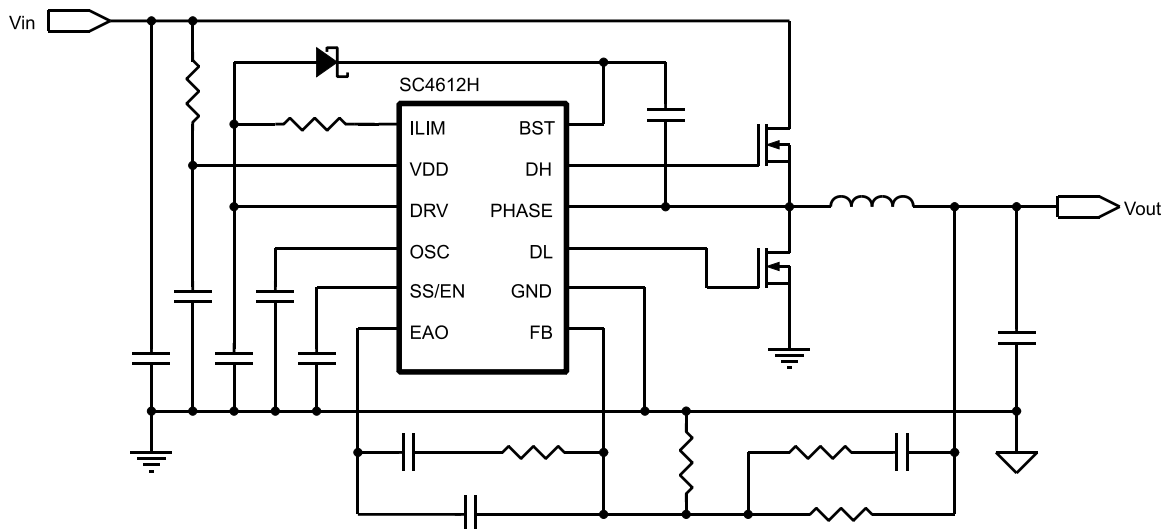 Vin
SC4612H
ILIM
BST
VDD
DH
DRV
PHASE
Vout
OSC
DL
SS/EN
GND
EAO
FB